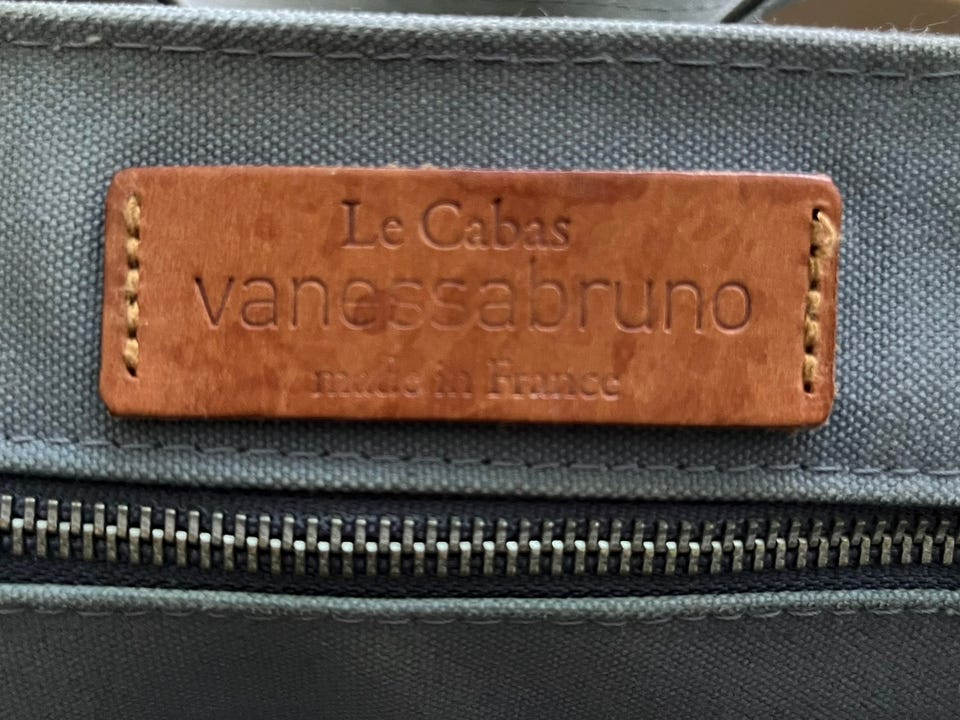 Le Cabas
vanessabruno
made in France